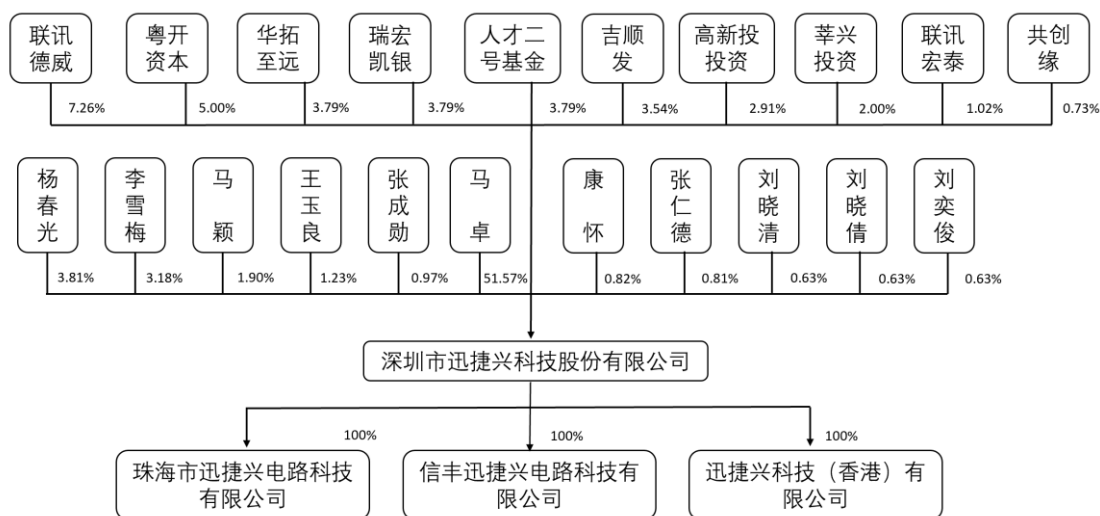 联讯
德威
粤开
资本
华拓
至远
瑞宏
凯银
人才二
号基金
吉顺
发
高新投
投资
莘兴
投资
联讯
宏泰
共创
缘
7.26%
5.00%
3.79%
3.79%
3.79%
3.54%
2.91%
2.00%
1.02%
0.73%
杨春光
李雪梅
马颖
王玉良
张成勋
马卓
康怀
张仁德
刘晓清
刘晓倩
刘奕俊
3.81%
3.18%
1.90%
1.23%
0.97%
51.57%
0.82%
0.81%
0.63%
0.63%
0.63%
深圳市迅捷兴科技股份有限公司
100%
100%
100%
珠海市迅捷兴电路科技
有限公司
信丰迅捷兴电路科技有
限公司
迅捷兴科技（香港）有
限公司